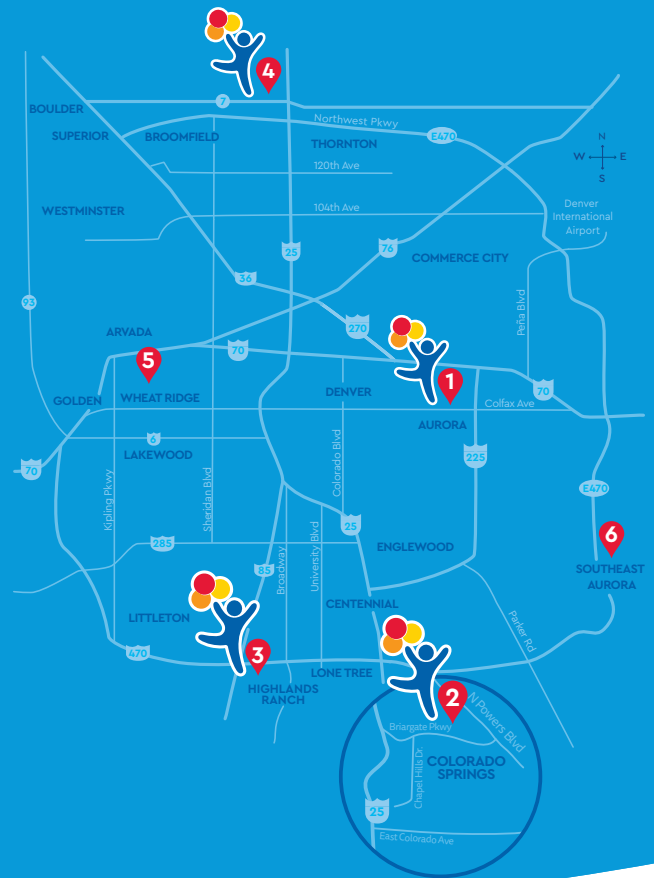 4
7
BOULDER
SUPERIOR
BROOMFIELD
Northwest Pkwy
THORNTON
E470
N
W
E
S
120th Ave
WESTMINSTER
104th Ave
Denver
International
Airport
25
76
COMMERCE CITY
36
93
270
Peña Blvd
ARVADA
5
70
1
GOLDEN
WHEAT RIDGE
DENVER
70
Colfax Ave
AURORA
6
LAKEWOOD
70
225
Kipling Pkwy
Sheridan Blvd
Colorado Blvd
E470
285
25
6
ENGLEWOOD
SOUTHEAST
AURORA
85
Broadway
University Blvd
LITTLETON
CENTENNIAL
Parker Rd
470
3
LONE TREE
HIGHLANDS
RANCH
2
N Powers Blvd
Briargate Pkwy
Chapel Hills Dr.
COLORADO
SPRINGS
25
East Colorado Ave